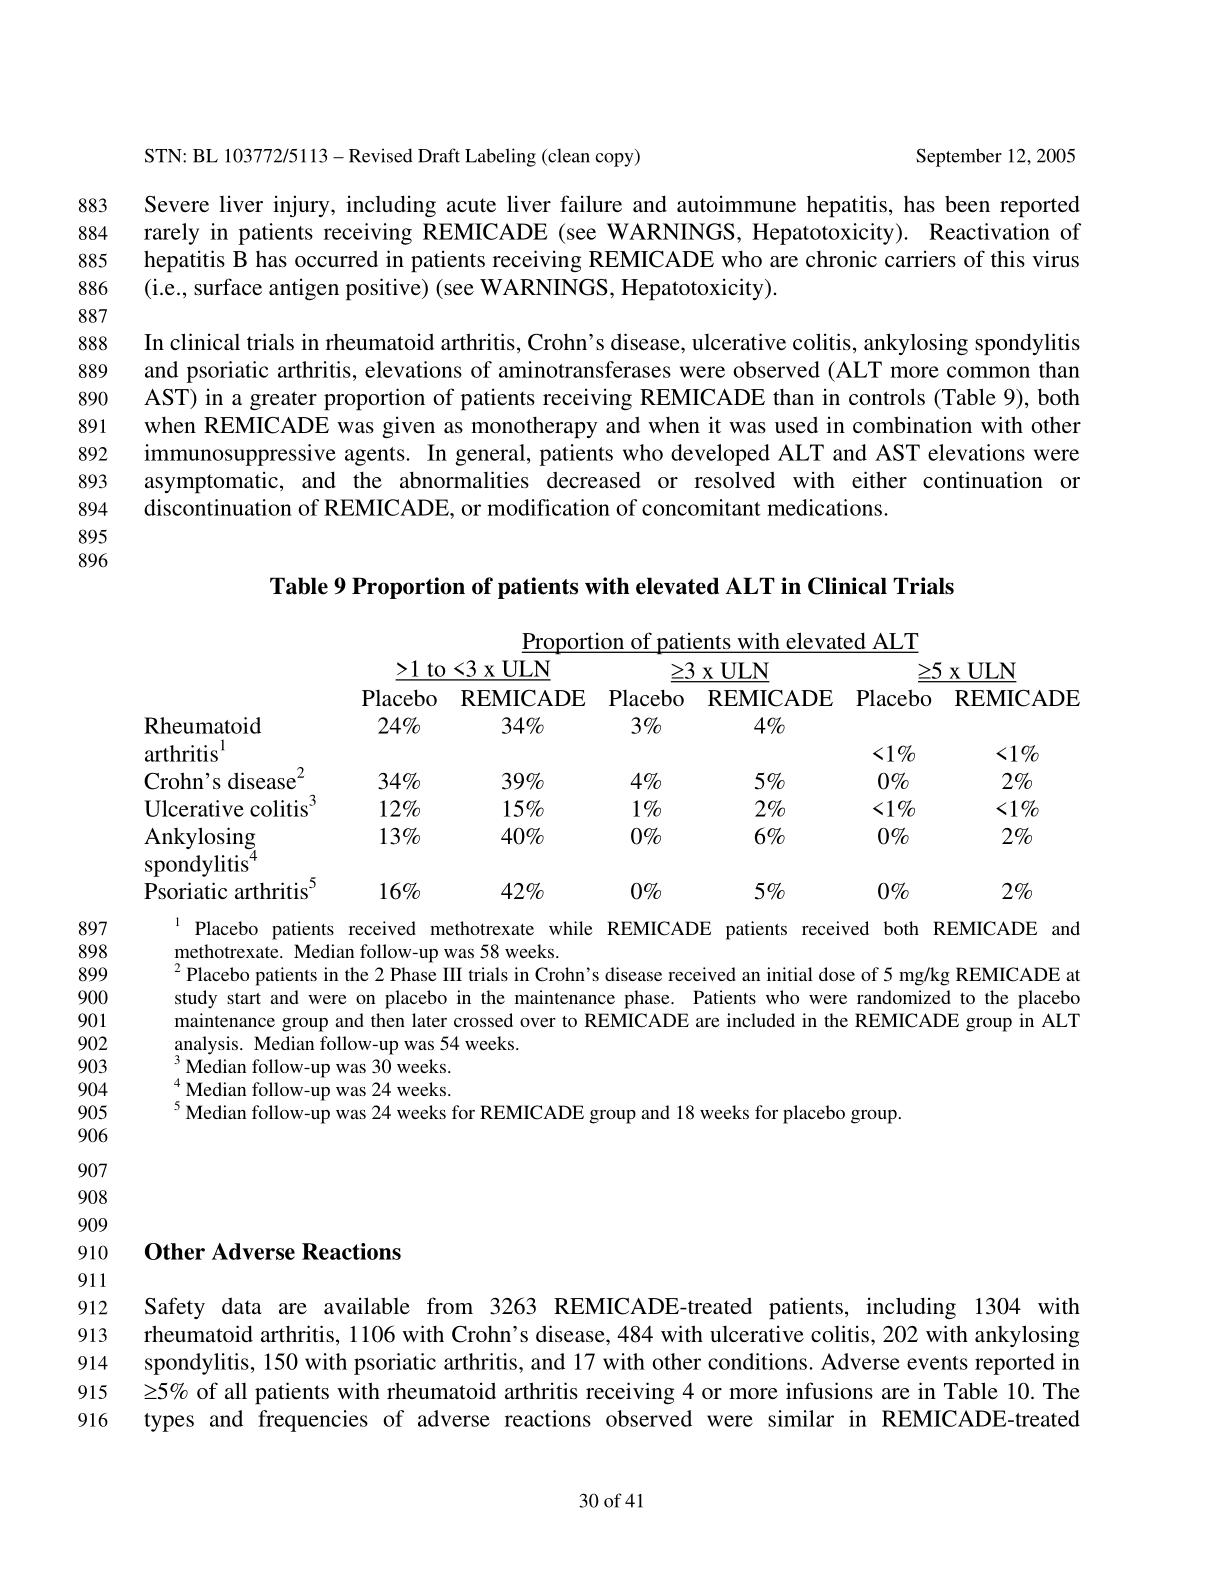 STN: BL 103772/5113 – Revised Draft Labeling (clean copy) September 12, 2005
883 Severe liver injury, including acute liver failure and autoimmune hepatitis, has been reported
884 rarely in patients receiving REMICADE (see WARNINGS, Hepatotoxicity). Reactivation of
885 hepatitis B has occurred in patients receiving REMICADE who are chronic carriers of this virus
886 (i.e., surface antigen positive) (see WARNINGS, Hepatotoxicity).
887
888 In clinical trials in rheumatoid arthritis, Crohn’s disease, ulcerative colitis, ankylosing spondylitis
889 and psoriatic arthritis, elevations of aminotransferases were observed (ALT more common than
890 AST) in a greater proportion of patients receiving REMICADE than in controls (Table 9), both
891 when REMICADE was given as monotherapy and when it was used in combination with other
892 immunosuppressive agents. In general, patients who developed ALT and AST elevations were
893 asymptomatic, and the abnormalities decreased or resolved with either continuation or
894 discontinuation of REMICADE, or modification of concomitant medications.
895
896
Table 9 Proportion of patients with elevated ALT in Clinical Trials
Proportion of patients with elevated ALT
>1 to <3 x ULN ≥3 x ULN ≥5 x ULN
Placebo REMICADE Placebo REMICADE Placebo REMICADE
Rheumatoid 24% 34% 3% 4%
arthritis¹ <1% <1%
Crohn’s disease² 34% 39% 4% 5% 0% 2%
Ulcerative colitis³ 12% 15% 1% 2% <1% <1%
Ankylosing 13% 40% 0% 6% 0% 2%
spondylitis⁴
Psoriatic arthritis⁵ 16% 42% 0% 5% 0% 2%
897 ¹ Placebo patients received methotrexate while REMICADE patients received both REMICADE and
898 methotrexate. Median follow-up was 58 weeks.
899 ² Placebo patients in the 2 Phase III trials in Crohn’s disease received an initial dose of 5 mg/kg REMICADE at
900 study start and were on placebo in the maintenance phase. Patients who were randomized to the placebo
901 maintenance group and then later crossed over to REMICADE are included in the REMICADE group in ALT
902 analysis. Median follow-up was 54 weeks.
903 ³ Median follow-up was 30 weeks.
904 ⁴ Median follow-up was 24 weeks.
905 ⁵ Median follow-up was 24 weeks for REMICADE group and 18 weeks for placebo group.
906
907
908
909
910 Other Adverse Reactions
911
912 Safety data are available from 3263 REMICADE-treated patients, including 1304 with
913 rheumatoid arthritis, 1106 with Crohn’s disease, 484 with ulcerative colitis, 202 with ankylosing
914 spondylitis, 150 with psoriatic arthritis, and 17 with other conditions. Adverse events reported in
915 ≥5% of all patients with rheumatoid arthritis receiving 4 or more infusions are in Table 10. The
916 types and frequencies of adverse reactions observed were similar in REMICADE-treated
30 of 41